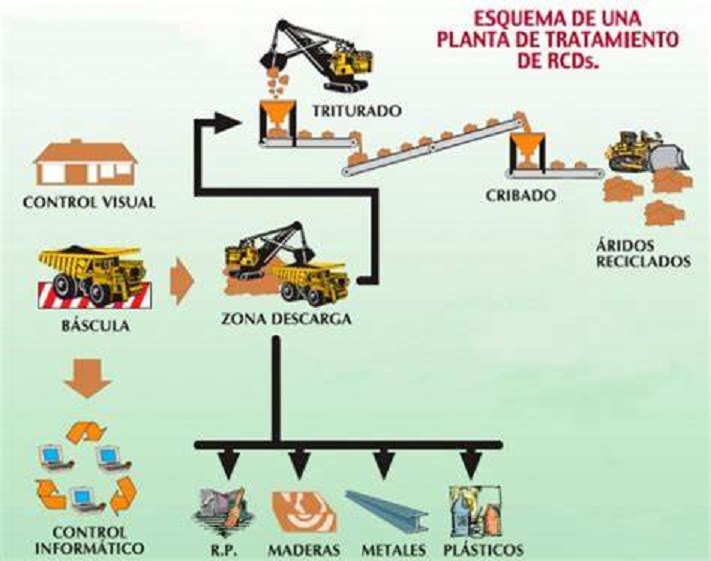 ESQUEMA DE UNA
PLANTA DE TRATAMIENTO
DE RCDs.
TRITURADO
CONTROL VISUAL
CRIBADO
ÁRIDOS
RECICLADOS
BÁSCULA
ZONA DESCARGA
CONTROL
INFORMÁTICO
R.P.
MADERAS
METALES
PLÁSTICOS